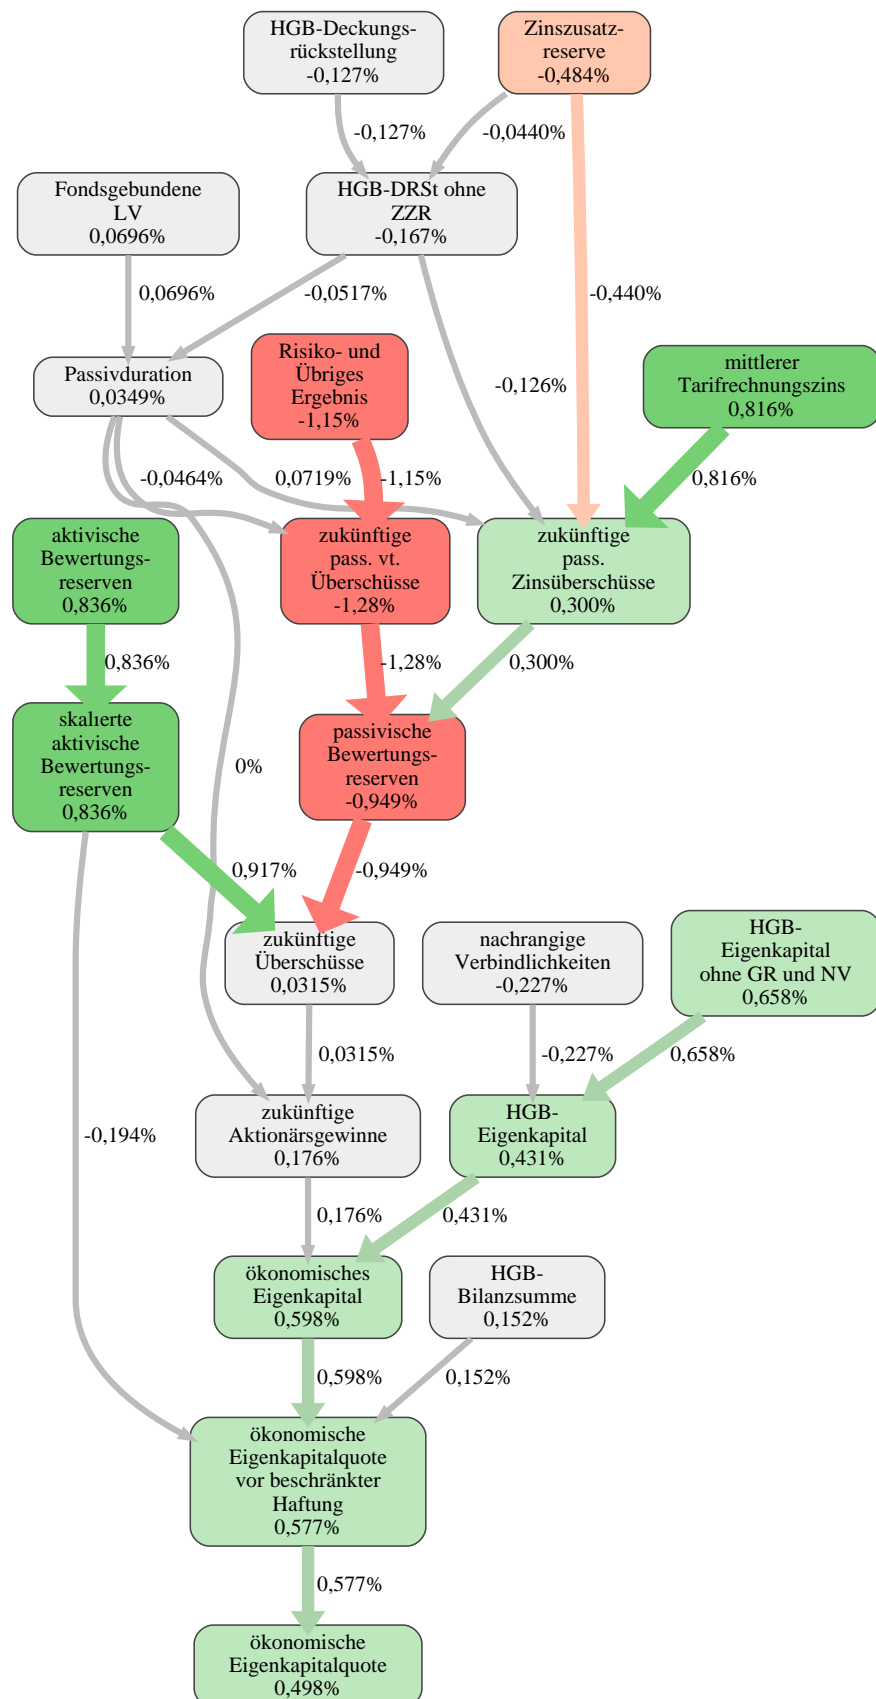 HGB-Deckungs-
rückstellung
-0,127%
Zinszusatz-
reserve
-0,484%
-0,127%
-0,0440%
Fondsgebundene
LV
0,0696%
HGB-DRSt ohne
ZZR
-0,167%
0,0696%
-0,0517%
-0,440%
Passivduration
0,0349%
Risiko- und
Übriges
Ergebnis
-1,15%
-0,126%
mittlerer
Tarifrechnungszins
0,816%
-0,0464%
0,0719%
-1,15%
0,816%
aktivische
Bewertungs-
reserven
0,836%
zukünftige
pass. vt.
Überschüsse
-1,28%
zukünftige
pass.
Zinsüberschüsse
0,300%
0,836%
-1,28%
0,300%
skalierte
aktivische
Bewertungs-
reserven
0,836%
0%
passivische
Bewertungs-
reserven
-0,949%
0,917%
-0,949%
zukünftige
Überschüsse
0,0315%
nachrangige
Verbindlichkeiten
-0,227%
HGB-
Eigenkapital
ohne GR und NV
0,658%
0,0315%
-0,227%
0,658%
-0,194%
zukünftige
Aktionärsgewinne
0,176%
HGB-
Eigenkapital
0,431%
0,176%
0,431%
ökonomisches
Eigenkapital
0,598%
HGB-
Bilanzsumme
0,152%
0,598%
0,152%
ökonomische
Eigenkapitalquote
vor beschränkter
Haftung
0,577%
0,577%
ökonomische
Eigenkapitalquote
0,498%